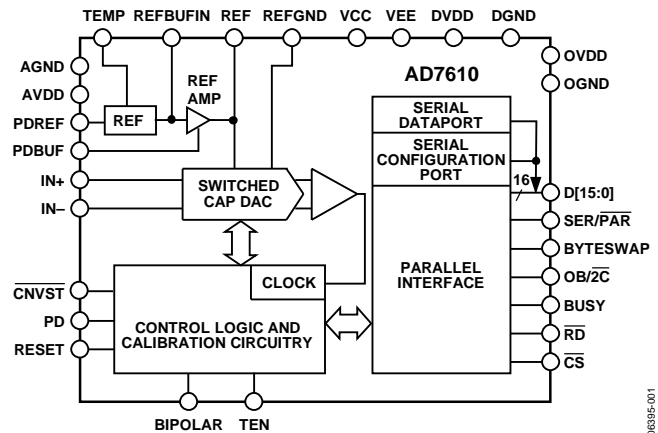 TEMP REFBUFIN REF REFGND VCC VEE DVDD DGND
AGND
AVDD
PDREF
PDBUF
IN+
IN–
CNVST
PD
RESET
REF
REF
AMP
SWITCHED
CAP DAC
CLOCK
CONTROL LOGIC AND
CALIBRATION CIRCUITRY
BIPOLAR TEN
AD7610
SERIAL
DATAPORT
SERIAL
CONFIGURATION
PORT
16
PARALLEL
INTERFACE
OVDD
OGND
D[15:0]
SER/PAR
BYTESWAP
OB/2C
BUSY
RD
CS
06395-001